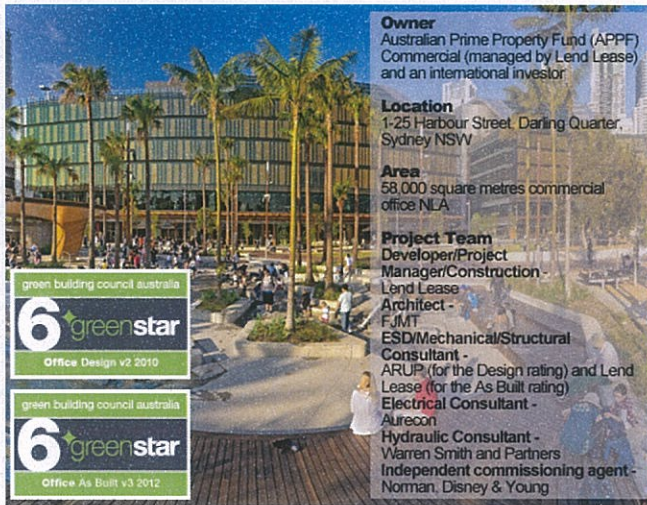 Owner
Australian Prime Property Fund (APPF)
Commercial (managed by Lend Lease)
and an international investor
Location
1-25 Harbour Street, Darling Quarter,
Sydney NSW
Area
58,000 square metres commercial
office NLA
Project Team
Developer/Project
Manager/Construction -
Lend Lease
Architect -
FJMT
ESD/Mechanical/Structural
Consultant -
ARUP (for the Design rating) and Lend
Lease (for the As Built rating)
Electrical Consultant -
Aurecon
Hydraulic Consultant -
Warren Smith and Partners
Independent commissioning agent -
Norman, Disney & Young
green building council australia
6 greenstar
Office Design v2 2010
green building council australia
6 greenstar
Office As Built v3 2012